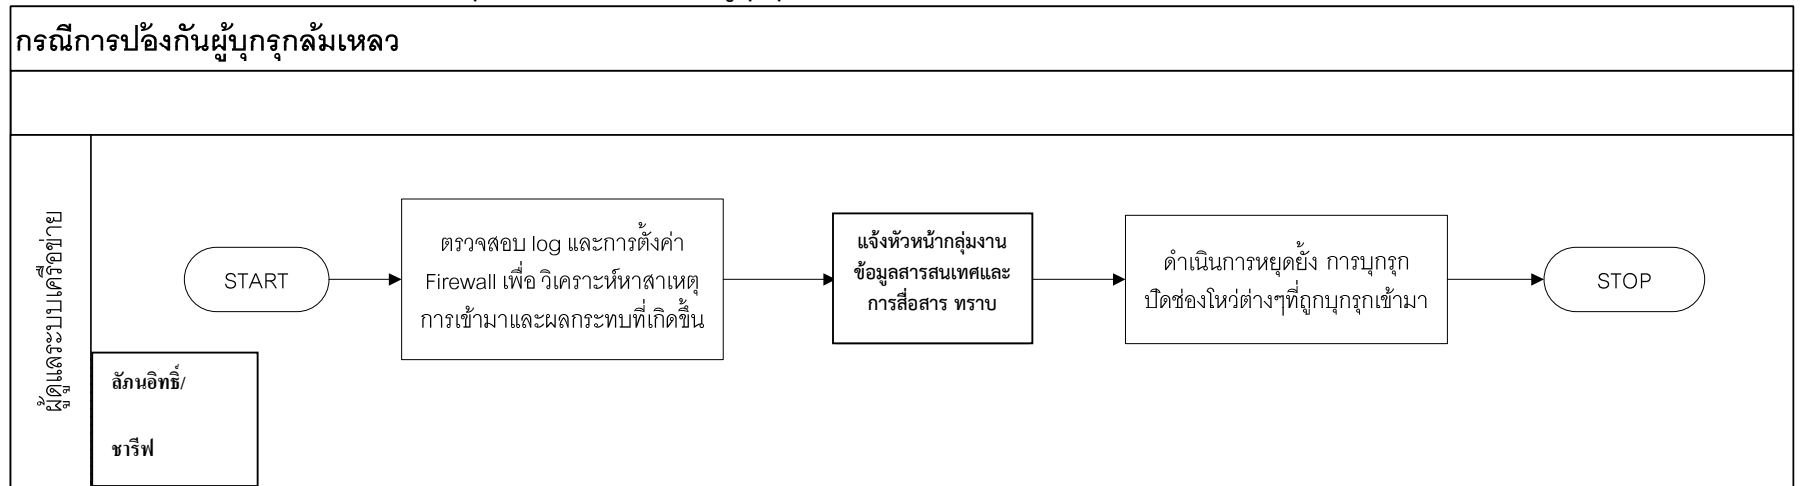 กรณีการป้องกันผู้บุกรุกล้มเหลว
ผู้ดูแลระบบเครือข่าย
START
ตรวจสอบ log และการตั้งค่า
Firewall เพื่อ วิเคราะห์หาสาเหตุ
การเข้ามาและผลกระทบที่เกิดขึ้น
แจ้งหัวหน้ากลุ่มงาน
ข้อมูลสารสนเทศและ
การสื่อสาร ทราบ
ดำเนินการหยุดยั้ง การบุกรุก
ปิดช่องโหว่ต่างๆที่ถูกบุกรุกเข้ามา
STOP
ลัภนอิทธิ์/
ชารีฟ